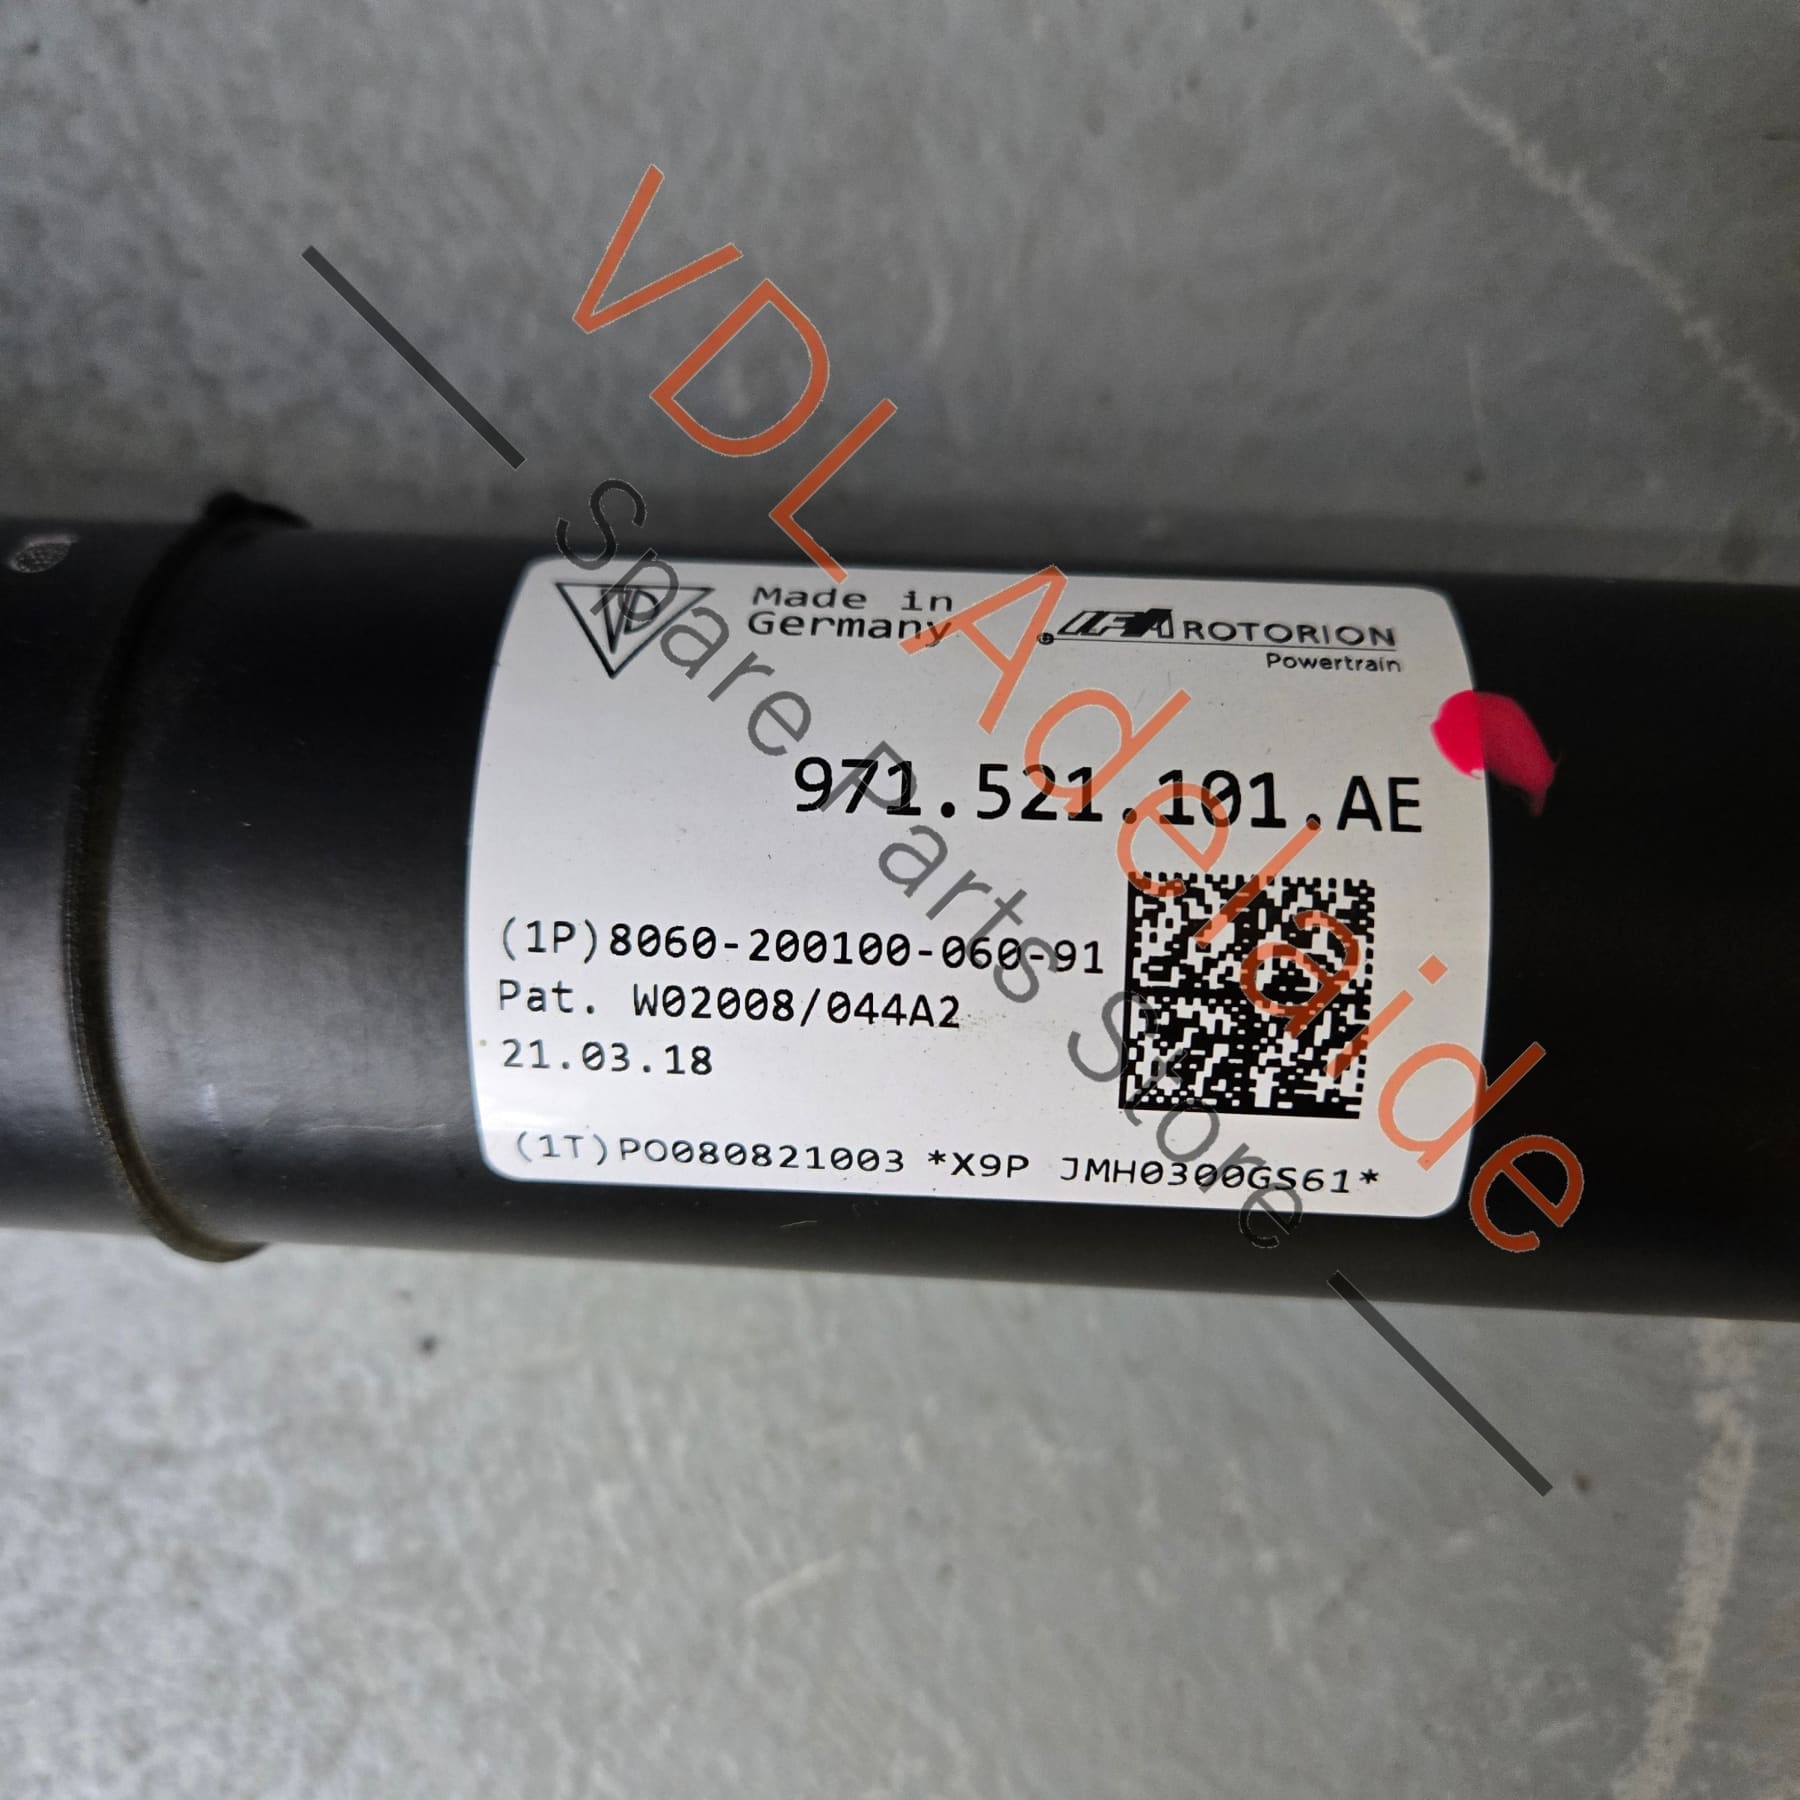 Made in
Germany
IFA ROTORION
Powertrain
971.521.101.AE
(1P)8060-200100-060-91
Pat. W02008/044A2
21.03.18
(1T)PO080821003 *X9P JMH0300GS61*
VDL Adelaide
Spare Parts Store